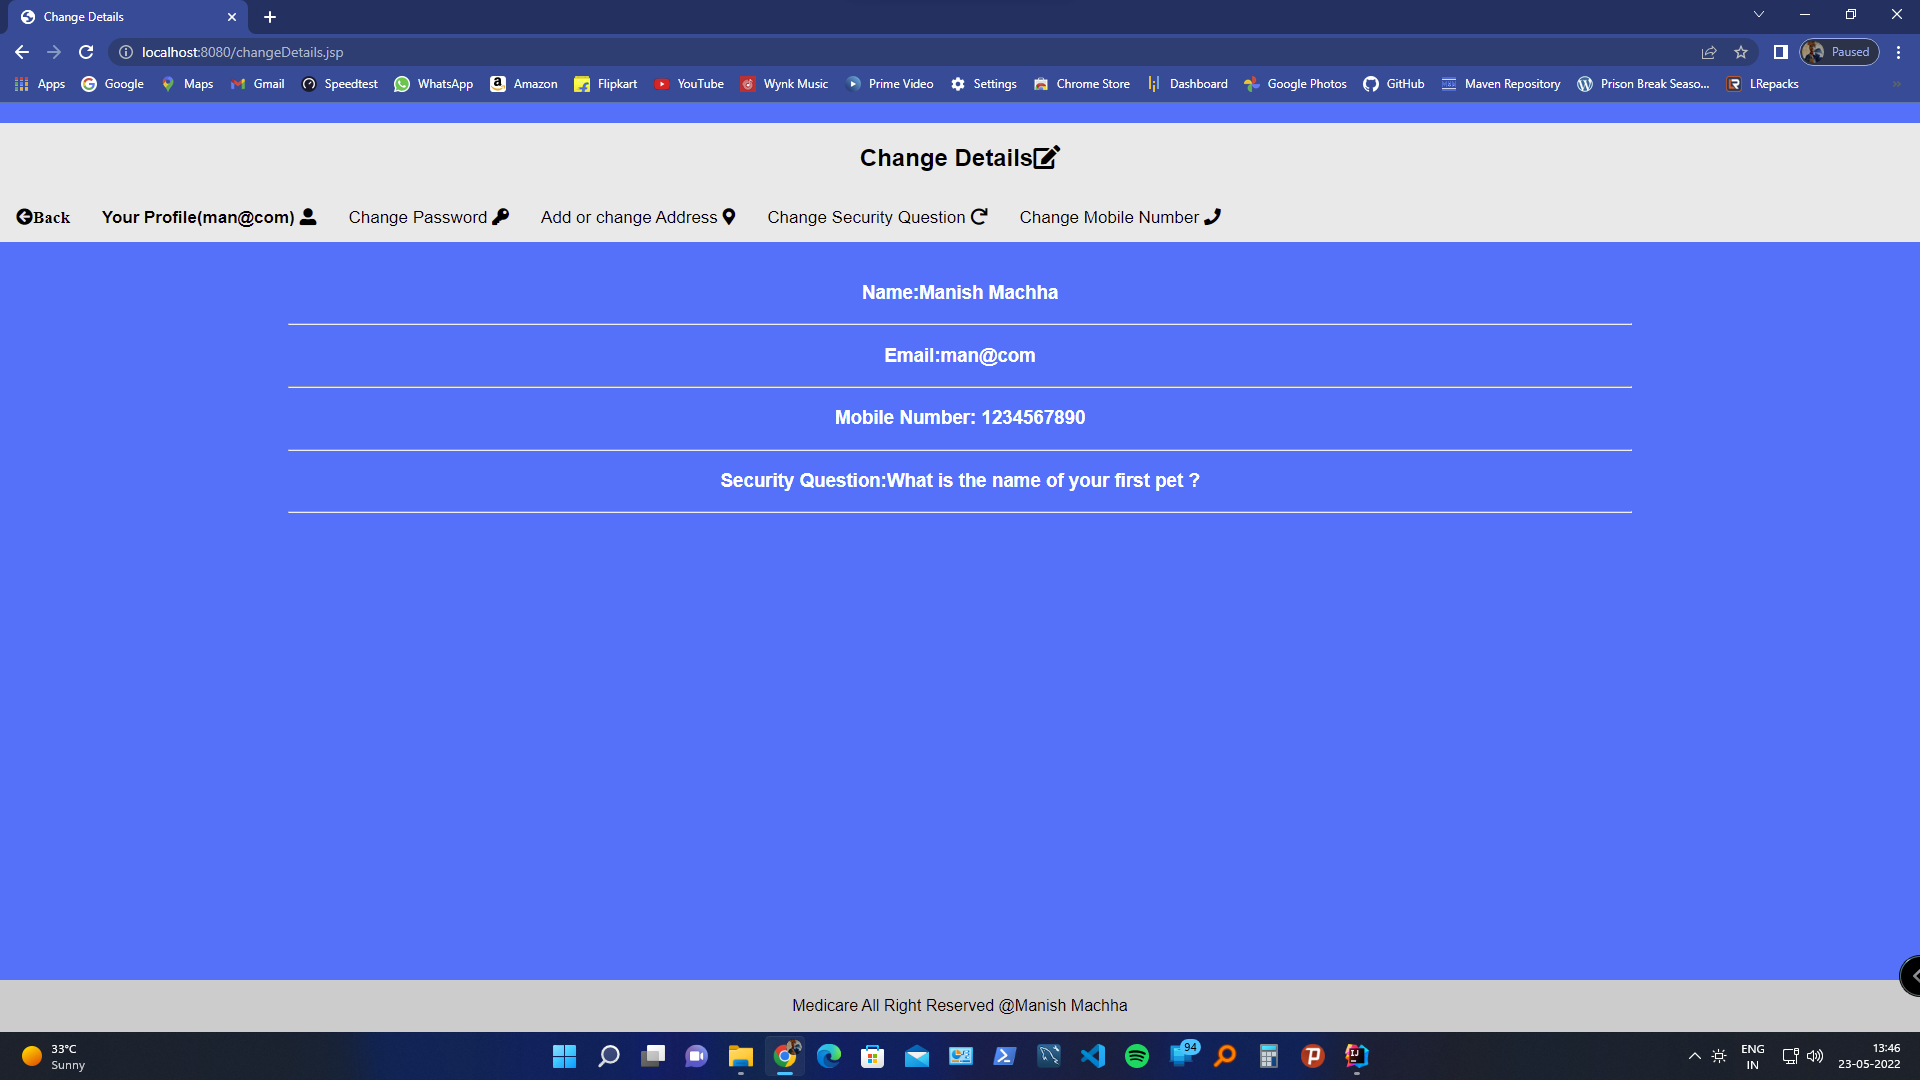 Change Details
localhost:8080/changeDetails.jsp
Paused
Apps Google Maps Gmail Speedtest WhatsApp Amazon Flipkart YouTube Wynk Music Prime Video Settings Chrome Store Dashboard Google Photos GitHub Maven Repository Prison Break Seaso... LRepacks
Change Details
Back Your Profile(man@com) Change Password Add or change Address Change Security Question Change Mobile Number
Name:Manish Machha
Email:man@com
Mobile Number: 1234567890
Security Question:What is the name of your first pet ?
Medicare All Right Reserved @Manish Machha
33°C
Sunny
94
ENG
IN
13:46
23-05-2022